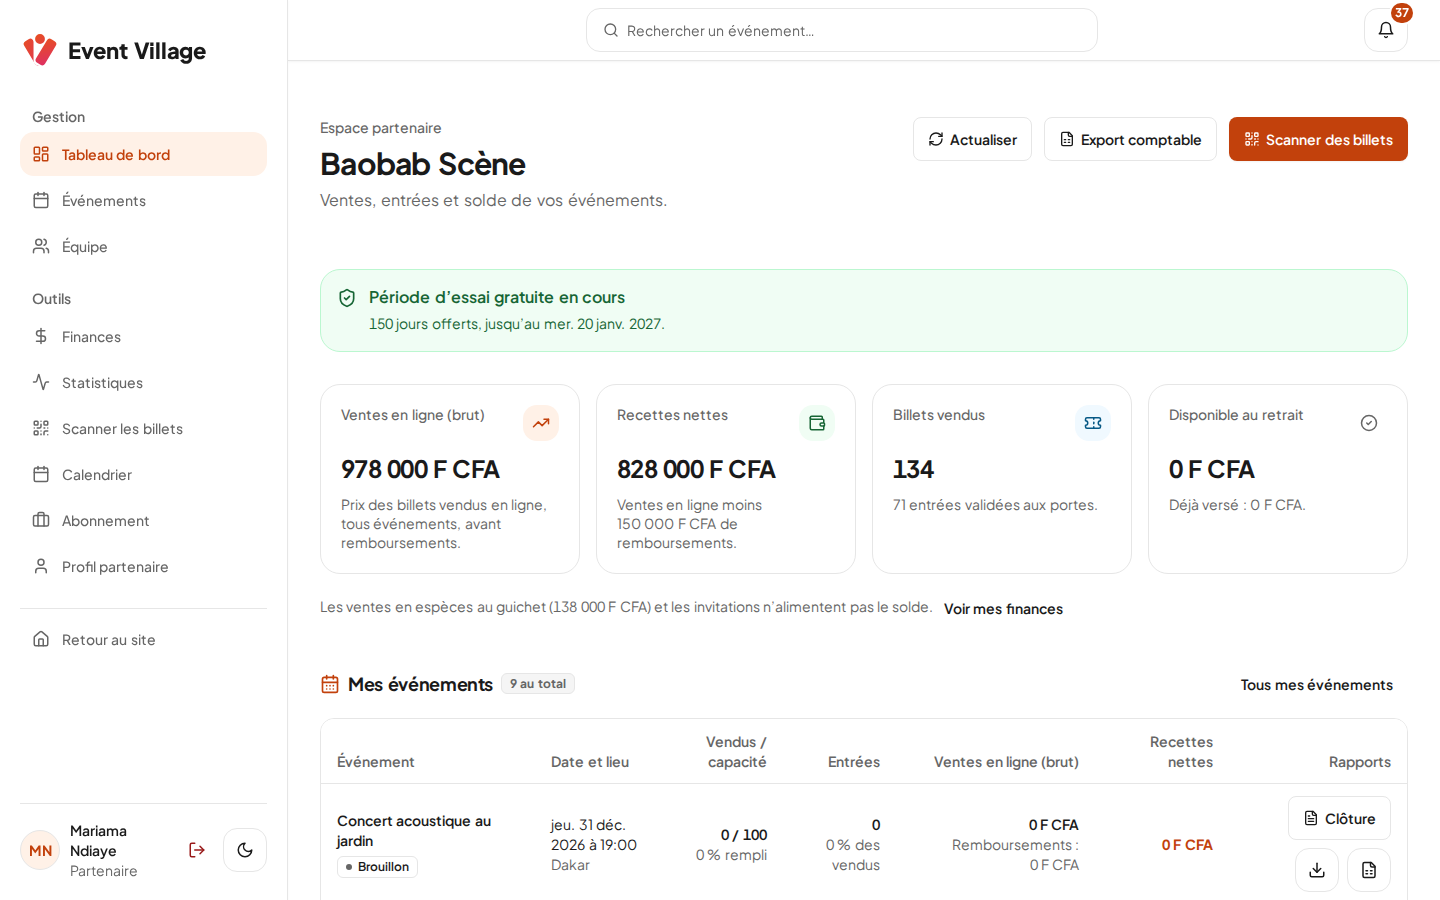 Event Village
Rechercher un événement…
37
Gestion
Tableau de bord
Événements
Équipe
Outils
Finances
Statistiques
Scanner les billets
Calendrier
Abonnement
Profil partenaire
Retour au site
MN
Mariama Ndiaye
Partenaire
Espace partenaire
Baobab Scène
Ventes, entrées et solde de vos événements.
Actualiser
Export comptable
Scanner des billets
Période d’essai gratuite en cours
150 jours offerts, jusqu’au mer. 20 janv. 2027.
Ventes en ligne (brut)
978 000 F CFA
Prix des billets vendus en ligne,
tous événements, avant
remboursements.
Recettes nettes
828 000 F CFA
Ventes en ligne moins
150 000 F CFA de
remboursements.
Billets vendus
134
71 entrées validées aux portes.
Disponible au retrait
0 F CFA
Déjà versé : 0 F CFA.
Les ventes en espèces au guichet (138 000 F CFA) et les invitations n’alimentent pas le solde. Voir mes finances
Mes événements 9 au total
Tous mes événements
Événement
Date et lieu
Vendus /
capacité
Entrées
Ventes en ligne (brut)
Recettes
nettes
Rapports
Concert acoustique au
jardin
Brouillon
jeu. 31 déc.
2026 à 19:00
Dakar
0 / 100
0 % rempli
0
0 % des
vendus
0 F CFA
Remboursements :
0 F CFA
0 F CFA
Clôture